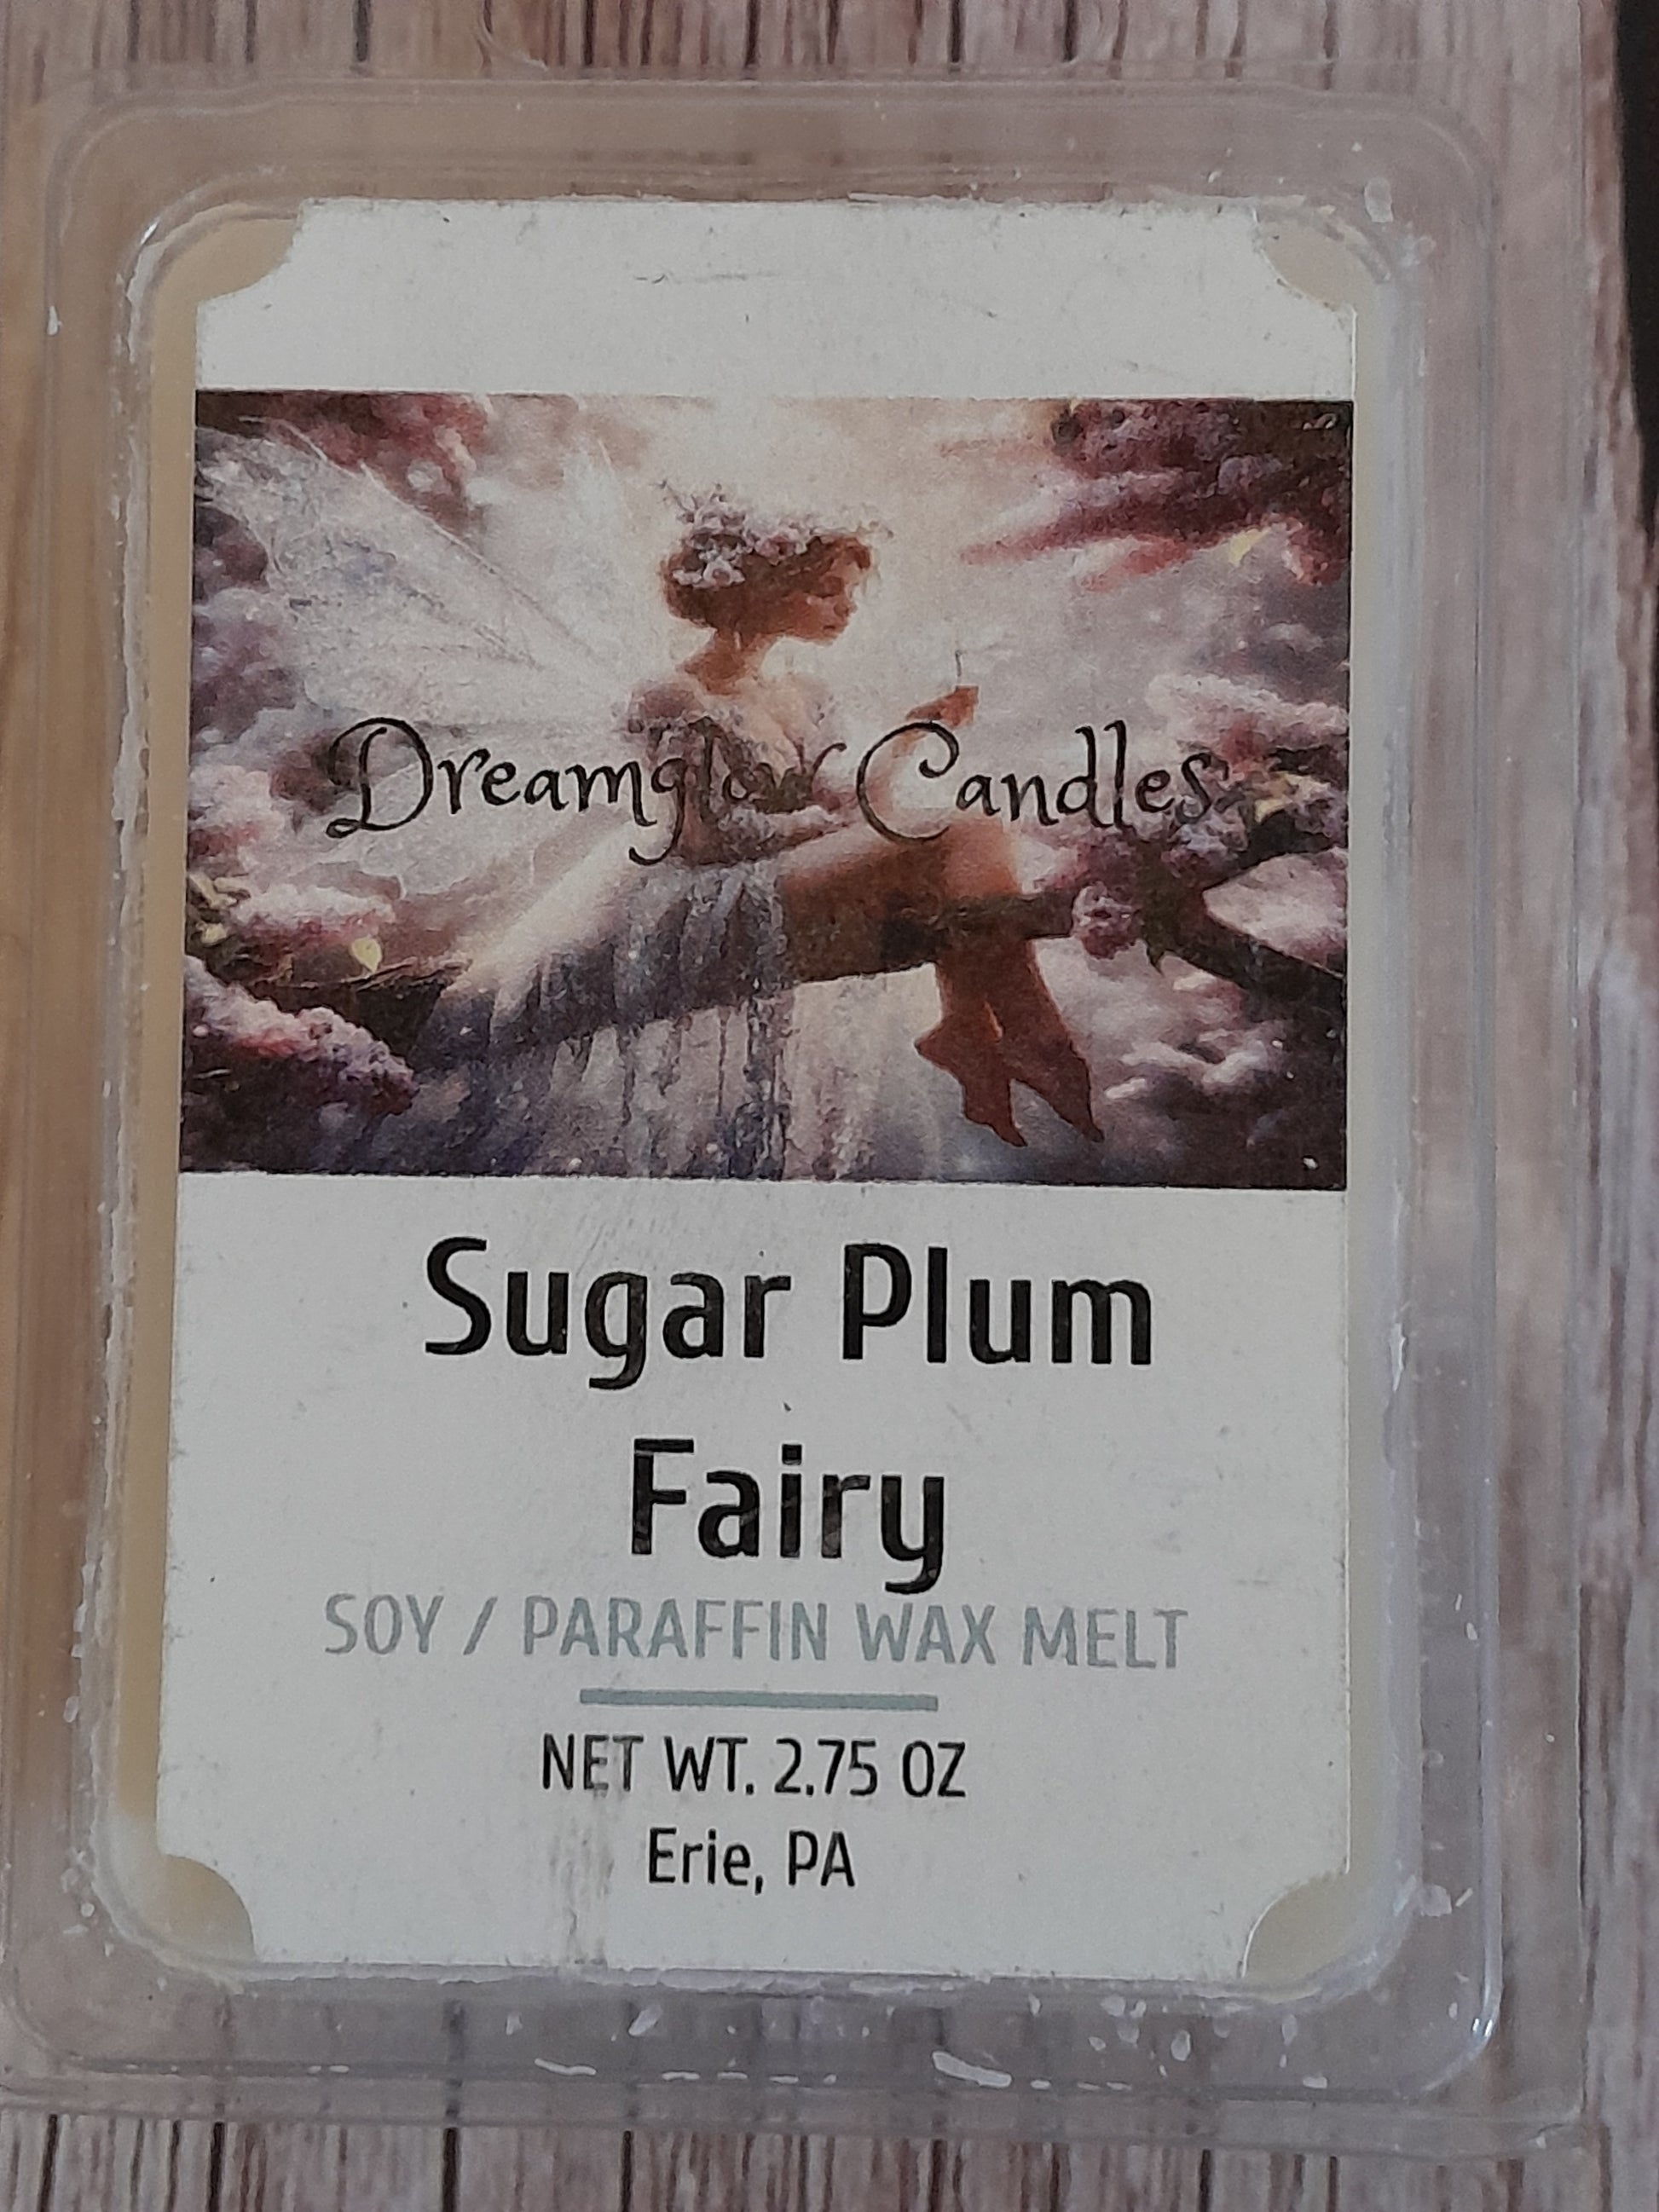 Dreamglow Candles
Sugar Plum
Fairy
SOY / PARAFFIN WAX MELT
NET WT. 2.75 OZ
Erie, PA